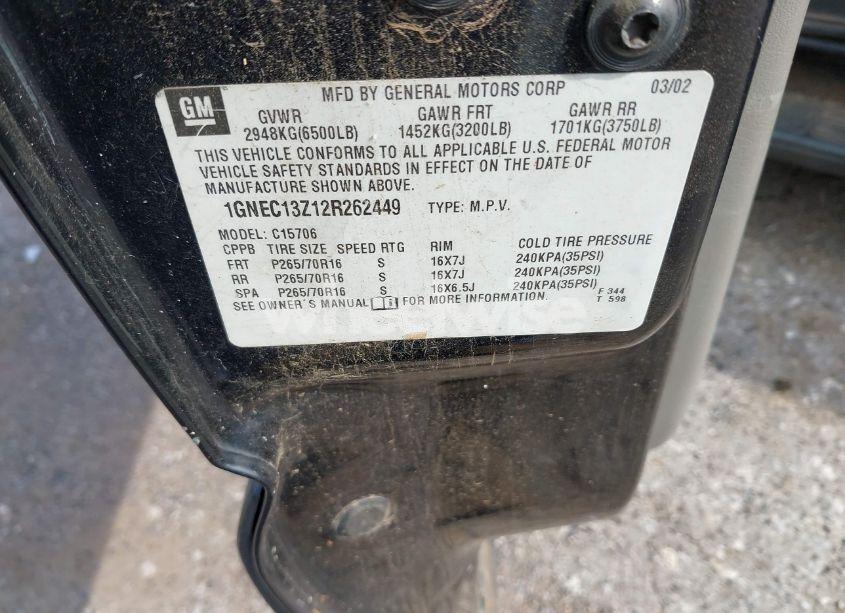 GM
MFD BY GENERAL MOTORS CORP 03/02
GVWR GAWR FRT GAWR RR
2948KG(6500LB) 1452KG(3200LB) 1701KG(3750LB)
THIS VEHICLE CONFORMS TO ALL APPLICABLE U.S. FEDERAL MOTOR
VEHICLE SAFETY STANDARDS IN EFFECT ON THE DATE OF
MANUFACTURE SHOWN ABOVE.
1GNEC13Z12R262449 TYPE: M.P.V.
MODEL: C15706
CPPB TIRE SIZE SPEED RTG RIM COLD TIRE PRESSURE
FRT P265/70R16 S 16X7J 240KPA(35PSI)
RR P265/70R16 S 16X7J 240KPA(35PSI)
SPA P265/70R16 S 16X6.5J 240KPA(35PSI)
SEE OWNER'S MANUAL FOR MORE INFORMATION.
F 344
T 598